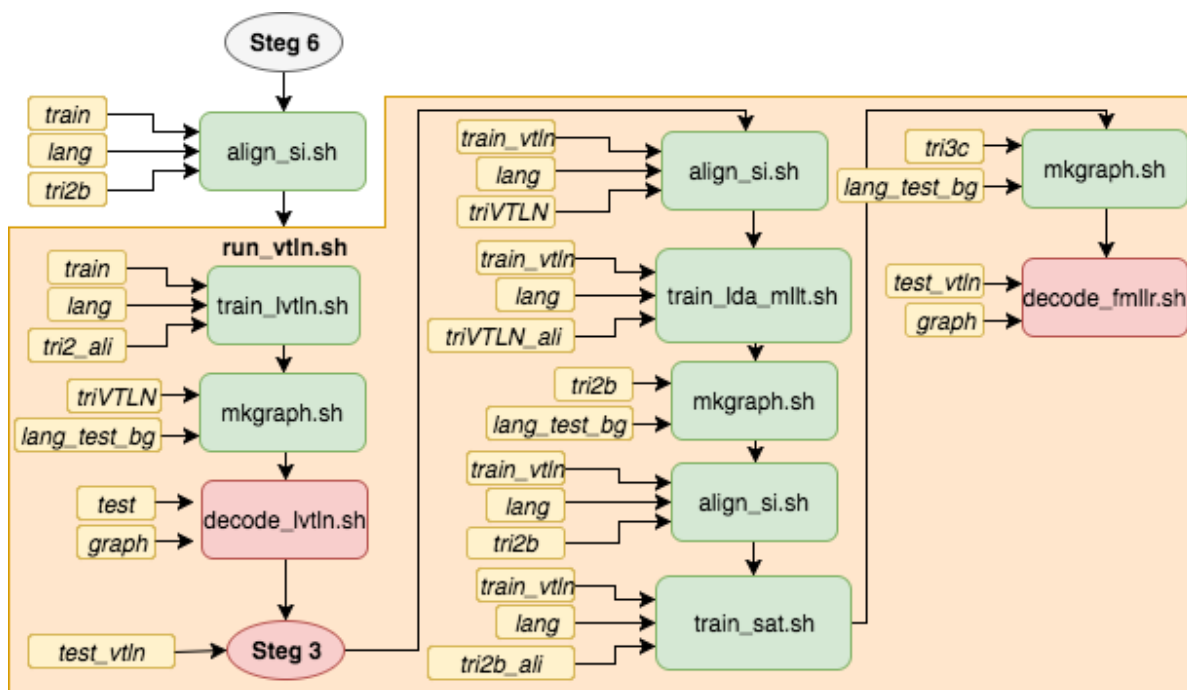 Steg 6
train
lang
tri2b
align_si.sh
run_vtln.sh
train
lang
tri2_ali
train_lvtln.sh
triVTLN
lang_test_bg
mkgraph.sh
test
graph
decode_lvtln.sh
test_vtln
Steg 3
train_vtln
lang
triVTLN
align_si.sh
train_vtln
lang
triVTLN_ali
train_lda_mllt.sh
tri2b
lang_test_bg
mkgraph.sh
train_vtln
lang
tri2b
align_si.sh
train_vtln
lang
tri2b_ali
train_sat.sh
tri3c
lang_test_bg
mkgraph.sh
test_vtln
graph
decode_fmllr.sh